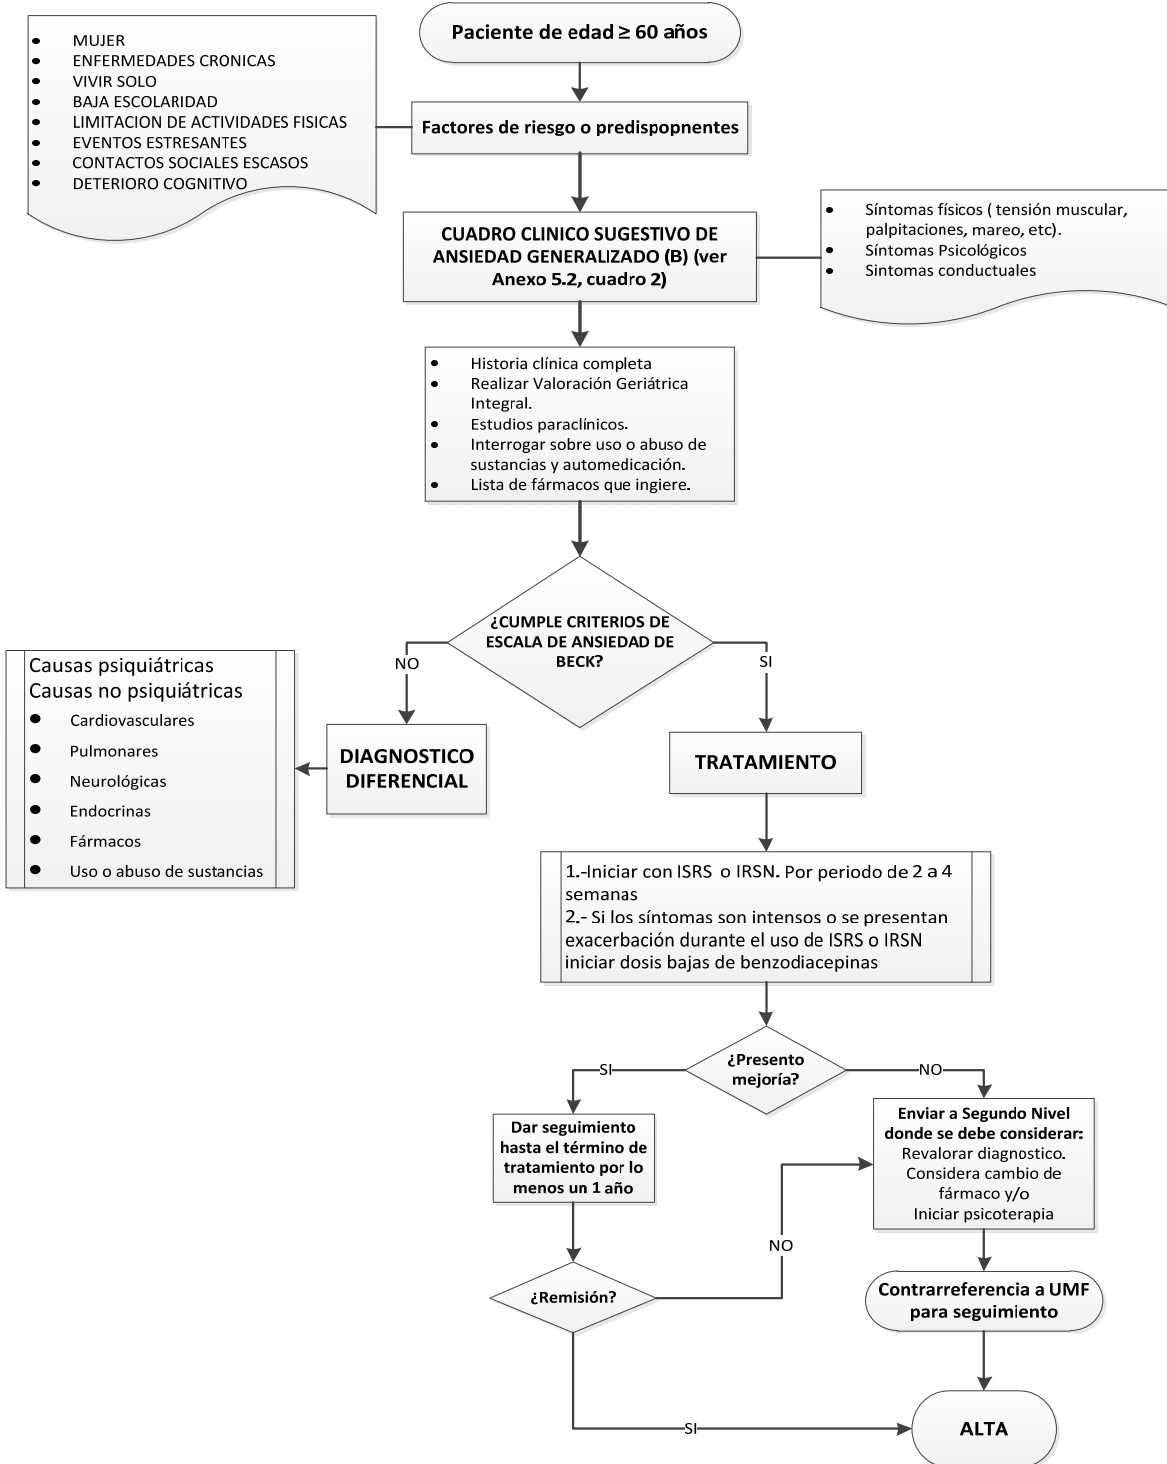 Paciente de edad ≥ 60 años
• MUJER
• ENFERMEDADES CRONICAS
• VIVIR SOLO
• BAJA ESCOLARIDAD
• LIMITACION DE ACTIVIDADES FISICAS
• EVENTOS ESTRESANTES
• CONTACTOS SOCIALES ESCASOS
• DETERIORO COGNITIVO
Factores de riesgo o predispopnentes
CUADRO CLINICO SUGESTIVO DE
ANSIEDAD GENERALIZADO (B) (ver
Anexo 5.2, cuadro 2)
• Síntomas físicos ( tensión muscular,
palpitaciones, mareo, etc).
• Síntomas Psicológicos
• Sintomas conductuales
• Historia clínica completa
• Realizar Valoración Geriátrica
Integral.
• Estudios paraclínicos.
• Interrogar sobre uso o abuso de
sustancias y automedicación.
• Lista de fármacos que ingiere.
¿CUMPLE CRITERIOS DE
ESCALA DE ANSIEDAD DE
BECK?
NO
SI
Causas psiquiátricas
Causas no psiquiátricas
• Cardiovasculares
• Pulmonares
• Neurológicas
• Endocrinas
• Fármacos
• Uso o abuso de sustancias
DIAGNOSTICO
DIFERENCIAL
TRATAMIENTO
1.-Iniciar con ISRS o IRSN. Por periodo de 2 a 4
semanas
2.- Si los síntomas son intensos o se presentan
exacerbación durante el uso de ISRS o IRSN
iniciar dosis bajas de benzodiacepinas
¿Presento
mejoría?
SI
NO
Dar seguimiento
hasta el término de
tratamiento por lo
menos un 1 año
Enviar a Segundo Nivel
donde se debe considerar:
Revalorar diagnostico.
Considera cambio de
fármaco y/o
Iniciar psicoterapia
NO
¿Remisión?
Contrarreferencia a UMF
para seguimiento
SI
ALTA